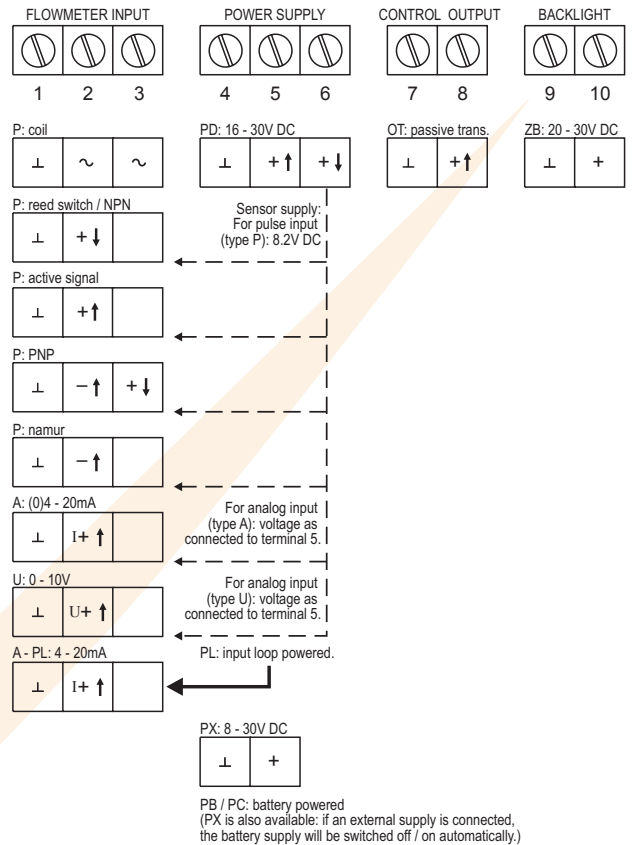 FLOWMETER INPUT POWER SUPPLY CONTROL OUTPUT BACKLIGHT
1 2 3 4 5 6 7 8 9 10
P: coil PD: 16 - 30V DC OT: passive trans. ZB: 20 - 30V DC
⊥ ~ ~ ⊥ +↑ +↓ ⊥ +↑ ⊥ +
P: reed switch / NPN
⊥ +↓
Sensor supply:
For pulse input
(type P): 8.2V DC
P: active signal
⊥ +↑
P: PNP
⊥ −↑ +↓
P: namur
⊥ −↑
A: (0)4 - 20mA
⊥ I+ ↑
For analog input
(type A): voltage as
connected to terminal 5.
U: 0 - 10V
⊥ U+ ↑
For analog input
(type U): voltage as
connected to terminal 5.
A - PL: 4 - 20mA PL: input loop powered.
⊥ I+ ↑
PX: 8 - 30V DC
⊥ +
PB / PC: battery powered
(PX is also available: if an external supply is connected,
the battery supply will be switched off / on automatically.)